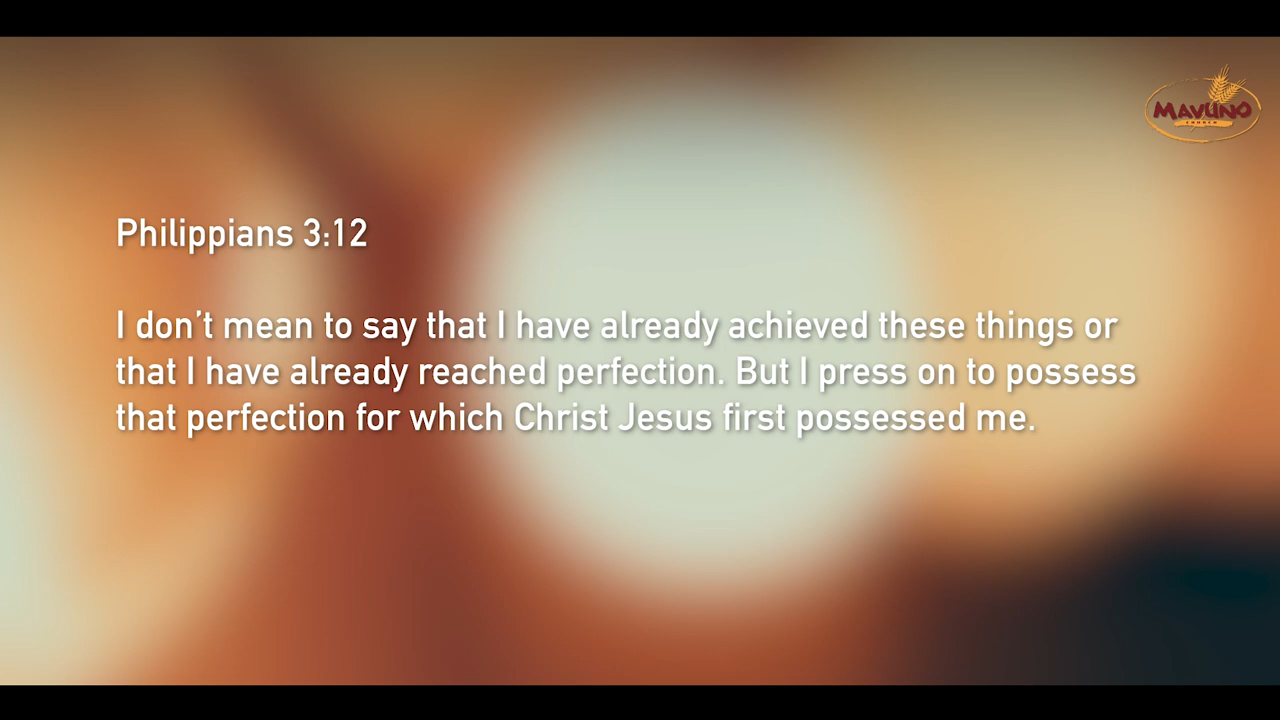 MAVUNO
CHURCH
Philippians 3:12
I don’t mean to say that I have already achieved these things or
that I have already reached perfection. But I press on to possess
that perfection for which Christ Jesus first possessed me.